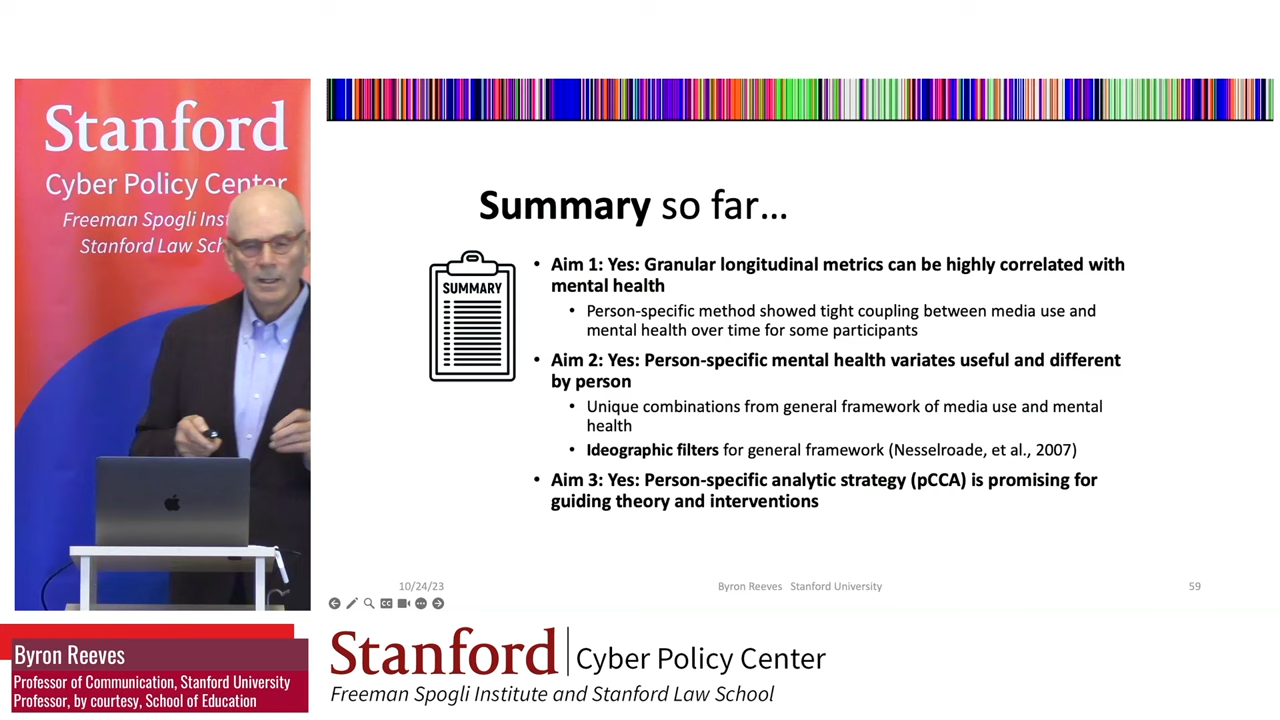 Stanford
Cyber Policy Center
Freeman Spogli Inst
Stanford Law Sch
Summary so far...
SUMMARY
• Aim 1: Yes: Granular longitudinal metrics can be highly correlated with
mental health
• Person-specific method showed tight coupling between media use and
mental health over time for some participants
• Aim 2: Yes: Person-specific mental health variates useful and different
by person
• Unique combinations from general framework of media use and mental
health
• Ideographic filters for general framework (Nesselroade, et al., 2007)
• Aim 3: Yes: Person-specific analytic strategy (pCCA) is promising for
guiding theory and interventions
10/24/23
Byron Reeves Stanford University
59
CC
Byron Reeves
Professor of Communication, Stanford University
Professor, by courtesy, School of Education
Stanford | Cyber Policy Center
Freeman Spogli Institute and Stanford Law School